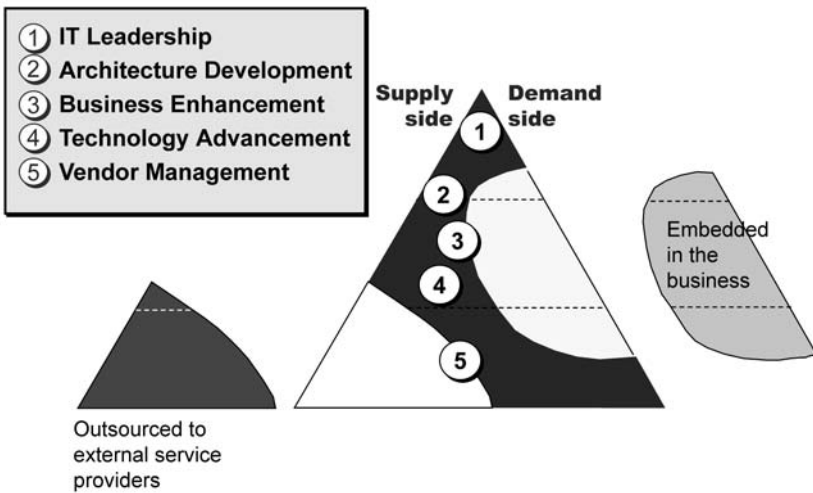 1 IT Leadership
2 Architecture Development
3 Business Enhancement
4 Technology Advancement
5 Vendor Management
Supply side
Demand side
1
2
3
4
5
Embedded
in the
business
Outsourced to
external service
providers